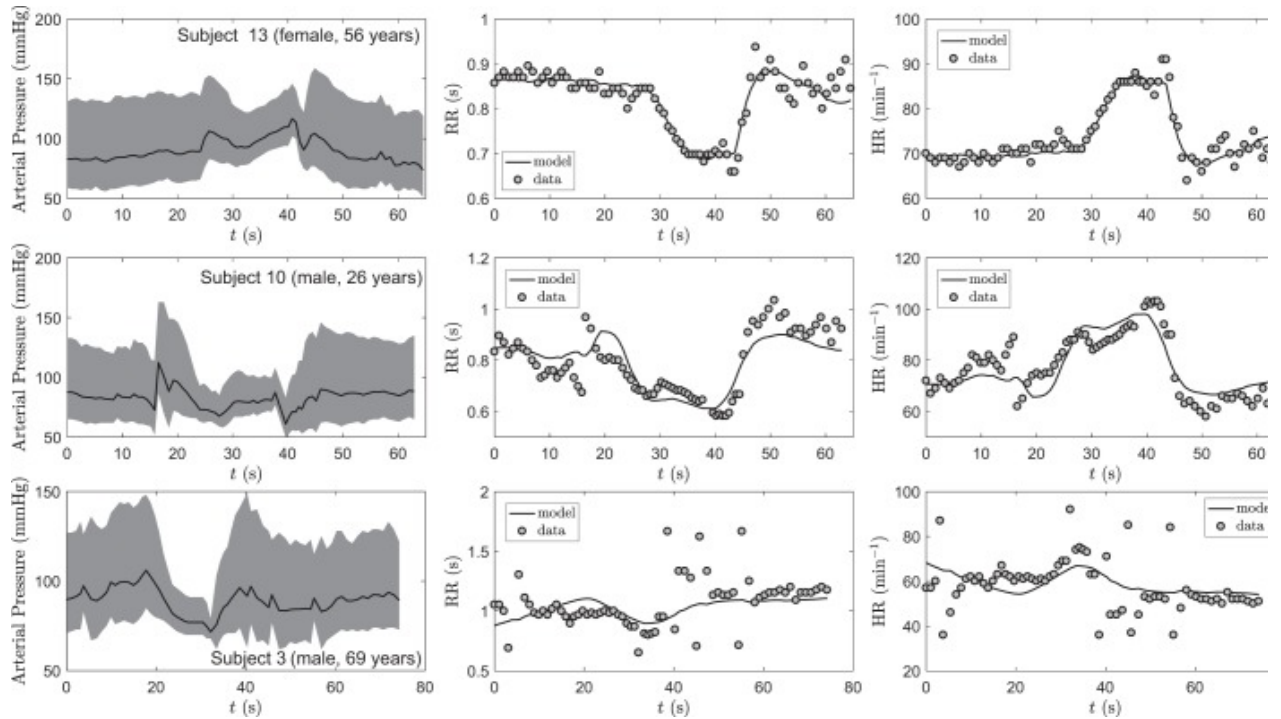 200
150
100
50
Arterial Pressure (mmHg)
Subject 13 (female, 56 years)
0 10 20 30 40 50 60
t (s)
1
0.9
0.8
0.7
0.6
RR (s)
model
data
0 10 20 30 40 50 60
t (s)
100
90
80
70
60
HR (min⁻¹)
model
data
0 10 20 30 40 50 60
t (s)
200
150
100
50
Arterial Pressure (mmHg)
Subject 10 (male, 26 years)
0 10 20 30 40 50 60
t (s)
1.2
1
0.8
0.6
RR (s)
model
data
0 10 20 30 40 50 60
t (s)
120
100
80
60
HR (min⁻¹)
model
data
0 10 20 30 40 50 60
t (s)
150
100
50
Arterial Pressure (mmHg)
Subject 3 (male, 69 years)
0 20 40 60 80
t (s)
2
1.5
1
0.5
RR (s)
model
data
0 20 40 60 80
t (s)
100
80
60
40
20
HR (min⁻¹)
model
data
0 20 40 60
t (s)